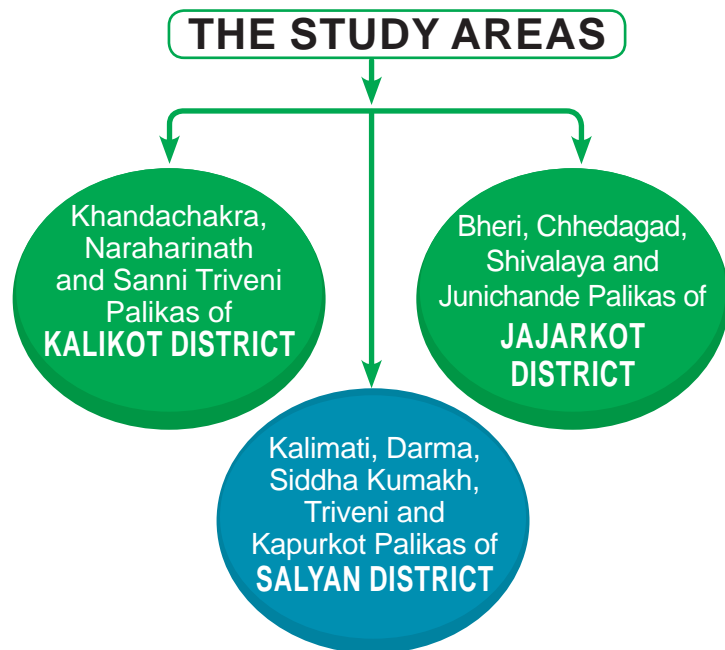 THE STUDY AREAS
Khandachakra,
Naraharinath
and Sanni Triveni
Palikas of
KALIKOT DISTRICT
Bheri, Chhedagad,
Shivalaya and
Junichande Palikas of
JAJARKOT
DISTRICT
Kalimati, Darma,
Siddha Kumakh,
Triveni and
Kapurkot Palikas of
SALYAN DISTRICT